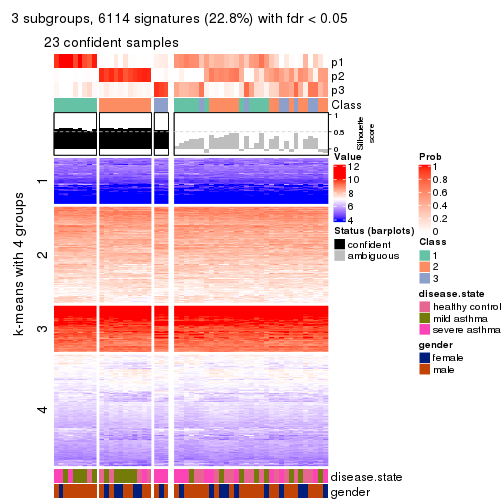 3 subgroups, 6114 signatures (22.8%) with fdr < 0.05
23 confident samples
p1
p2
p3
Class
1
0.5
0
Silhouette
score
k-means with 4 groups
1
2
3
4
disease.state
gender
Value
12
10
8
6
4
Status (barplots)
confident
ambiguous
Prob
1
0.8
0.6
0.4
0.2
0
Class
1
2
3
disease.state
healthy control
mild asthma
severe asthma
gender
female
male